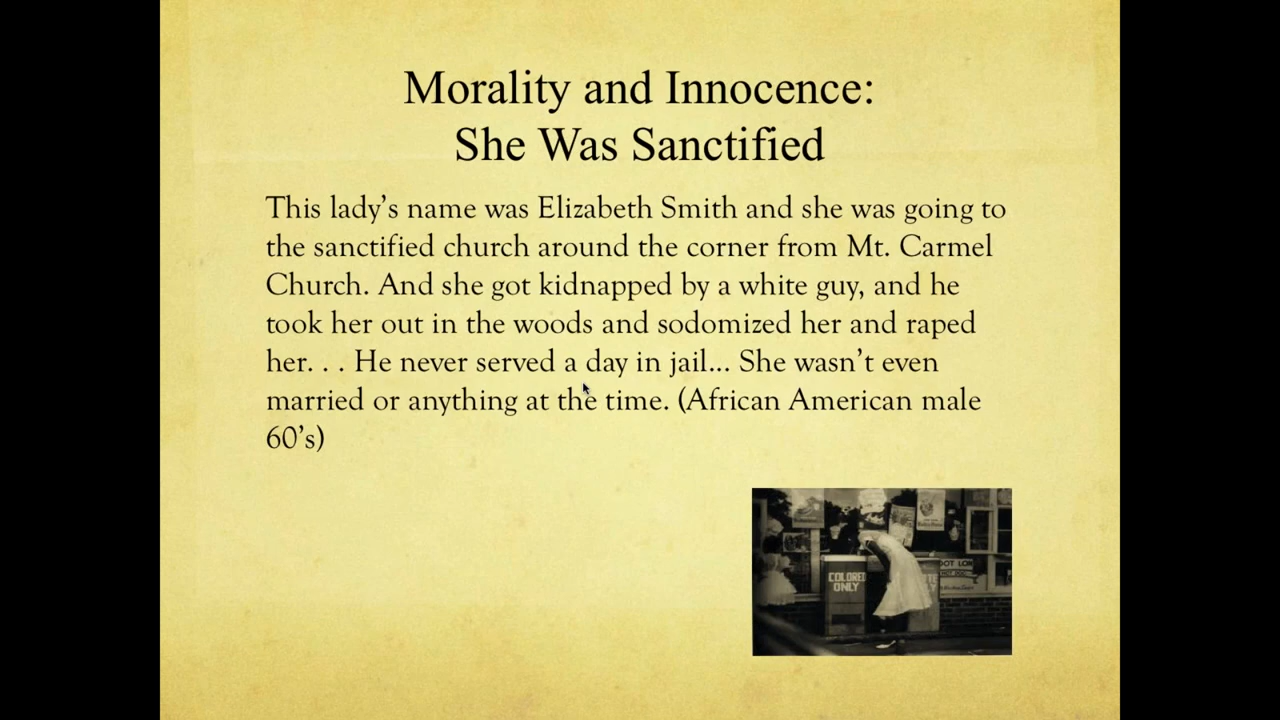 Morality and Innocence:
She Was Sanctified
This lady’s name was Elizabeth Smith and she was going to
the sanctified church around the corner from Mt. Carmel
Church. And she got kidnapped by a white guy, and he
took her out in the woods and sodomized her and raped
her. . . He never served a day in jail... She wasn’t even
married or anything at the time. (African American male
60’s)
COLORED
ONLY